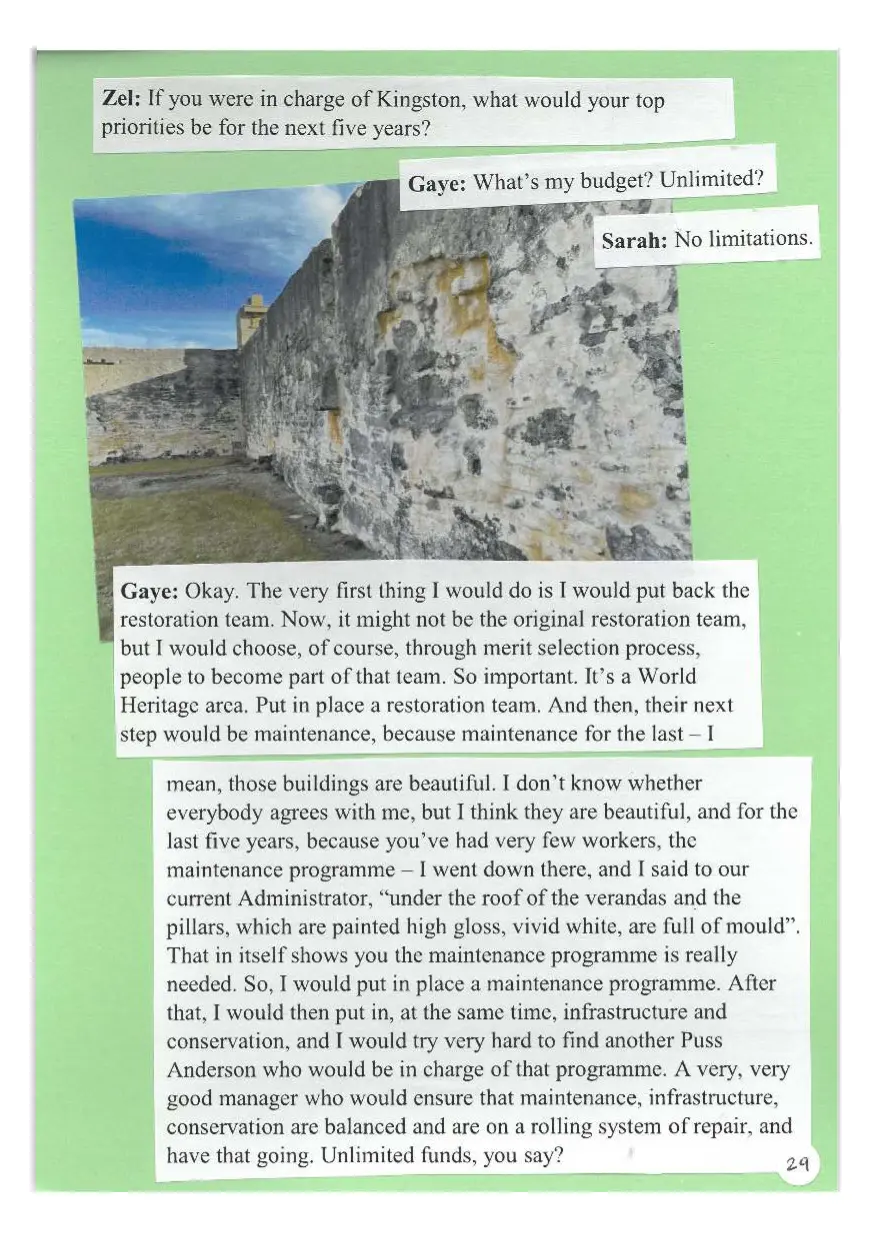 Zel: If you were in charge of Kingston, what would your top
priorities be for the next five years?
Gaye: What's my budget? Unlimited?
Sarah: No limitations.
Gaye: Okay. The very first thing I would do is I would put back the
restoration team. Now, it might not be the original restoration team,
but I would choose, of course, through merit selection process,
people to become part of that team. So important. It's a World
Heritage area. Put in place a restoration team. And then, their next
step would be maintenance, because maintenance for the last – I
mean, those buildings are beautiful. I don't know whether
everybody agrees with me, but I think they are beautiful, and for the
last five years, because you've had very few workers, the
maintenance programme – I went down there, and I said to our
current Administrator, “under the roof of the verandas and the
pillars, which are painted high gloss, vivid white, are full of mould”.
That in itself shows you the maintenance programme is really
needed. So, I would put in place a maintenance programme. After
that, I would then put in, at the same time, infrastructure and
conservation, and I would try very hard to find another Puss
Anderson who would be in charge of that programme. A very, very
good manager who would ensure that maintenance, infrastructure,
conservation are balanced and are on a rolling system of repair, and
have that going. Unlimited funds, you say?
29